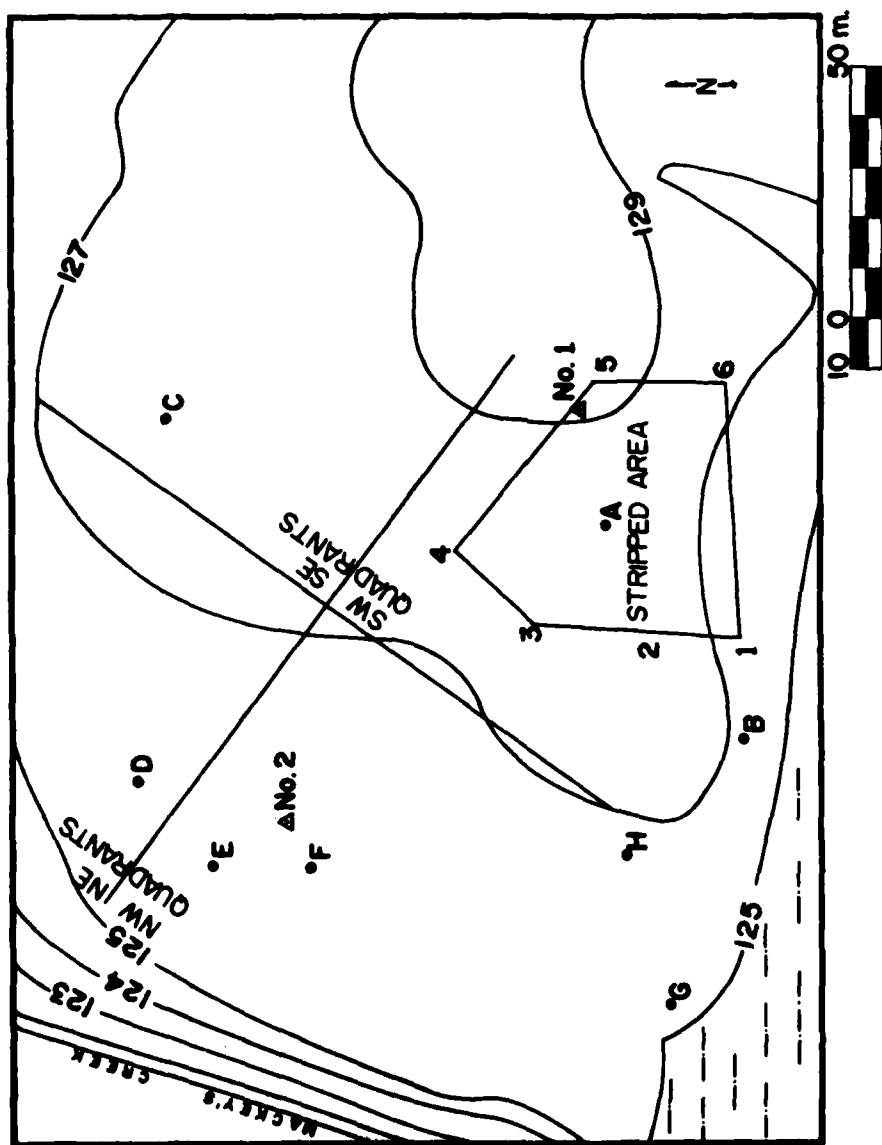 MACKEY'S CREEK
123
124
125
NW NE
QUADRANTS
D
E
No. 2
F
127
C
SW SE
QUADRANTS
4
3
No. 1
5
A
STRIPPED AREA
2
1
6
129
H
B
G
125
N
10 0 50 m.